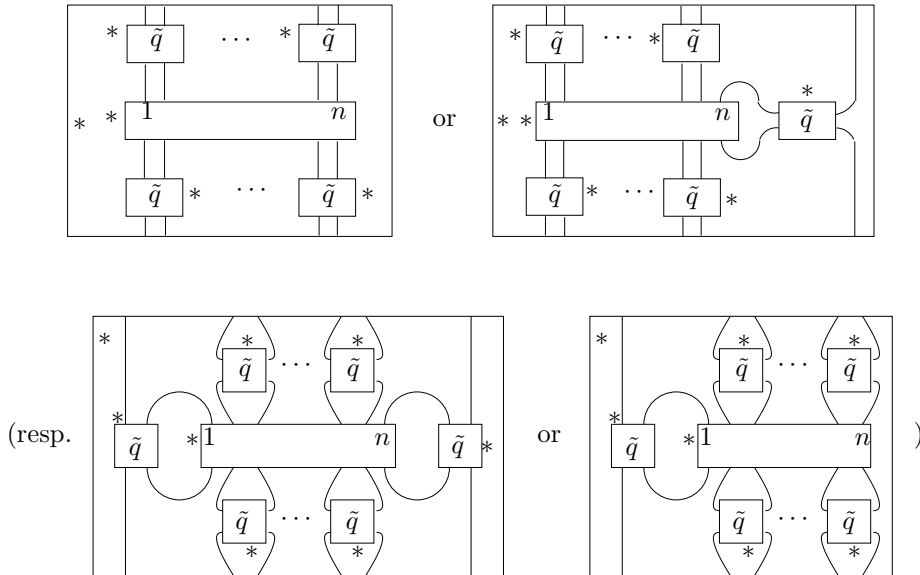 * q̃ ··· * q̃ * q̃ ··· * q̃ *
* * 1 n or * * 1 n q̃
q̃ * ··· q̃ * q̃ * ··· q̃ *
* * q̃ ··· * q̃ * * q̃ ··· * q̃
(resp. * q̃ * 1 n q̃ * or * q̃ * 1 n )
q̃ * ··· q̃ * q̃ * ··· q̃ *